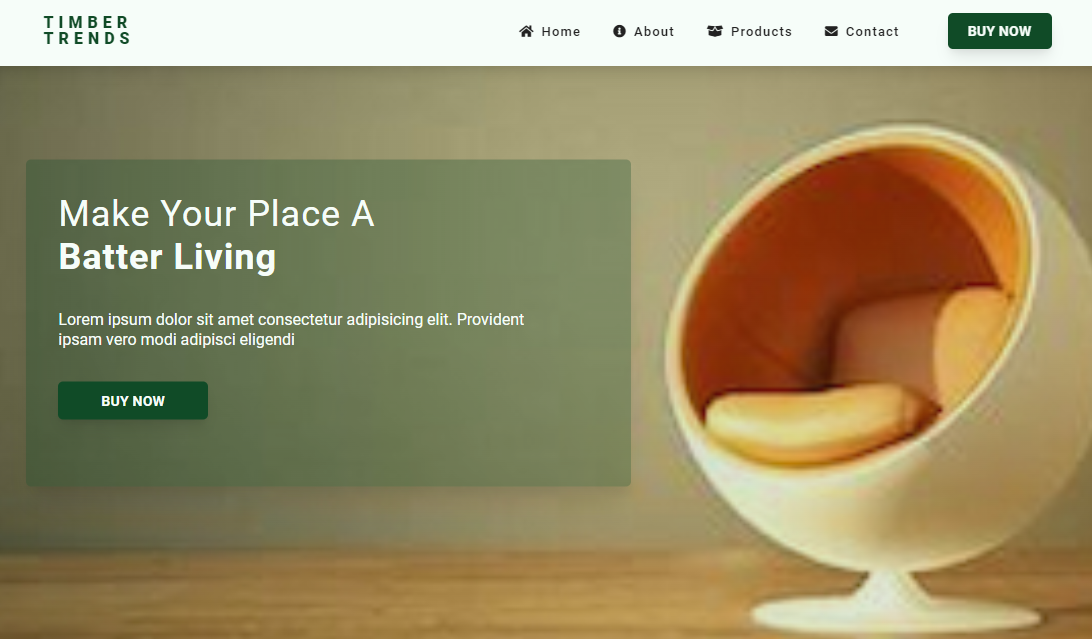 TIMBER
TRENDS
Home About Products Contact BUY NOW
Make Your Place A
Batter Living
Lorem ipsum dolor sit amet consectetur adipisicing elit. Provident
ipsam vero modi adipisci eligendi
BUY NOW